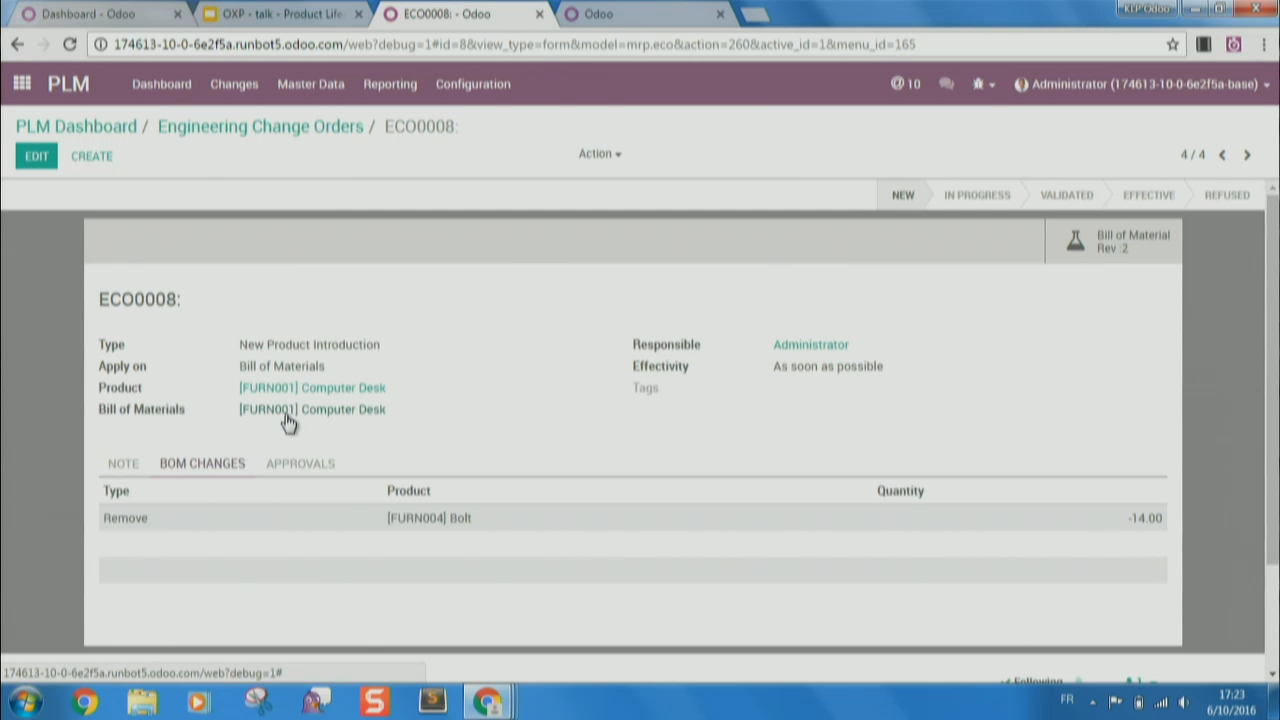 Dashboard - Odoo
OXP - talk - Product Life
ECO0008: - Odoo
Odoo
KLP Odoo
174613-10-0-6e2f5a.runbot5.odoo.com/web?debug=1#id=8&view_type=form&model=mrp.eco&action=260&active_id=1&menu_id=165
PLM Dashboard Changes Master Data Reporting Configuration
@ 10
Administrator (174613-10-0-6e2f5a-base)
PLM Dashboard / Engineering Change Orders / ECO0008:
EDIT CREATE
Action
4 / 4
NEW IN PROGRESS VALIDATED EFFECTIVE REFUSED
Bill of Material
Rev :2
ECO0008:
Type New Product Introduction Responsible Administrator
Apply on Bill of Materials Effectivity As soon as possible
Product [FURN001] Computer Desk Tags
Bill of Materials [FURN001] Computer Desk
NOTE BOM CHANGES APPROVALS
Type Product Quantity
Remove [FURN004] Bolt -14.00
174613-10-0-6e2f5a.runbot5.odoo.com/web?debug=1#
Following 1
FR
17:23
6/10/2016